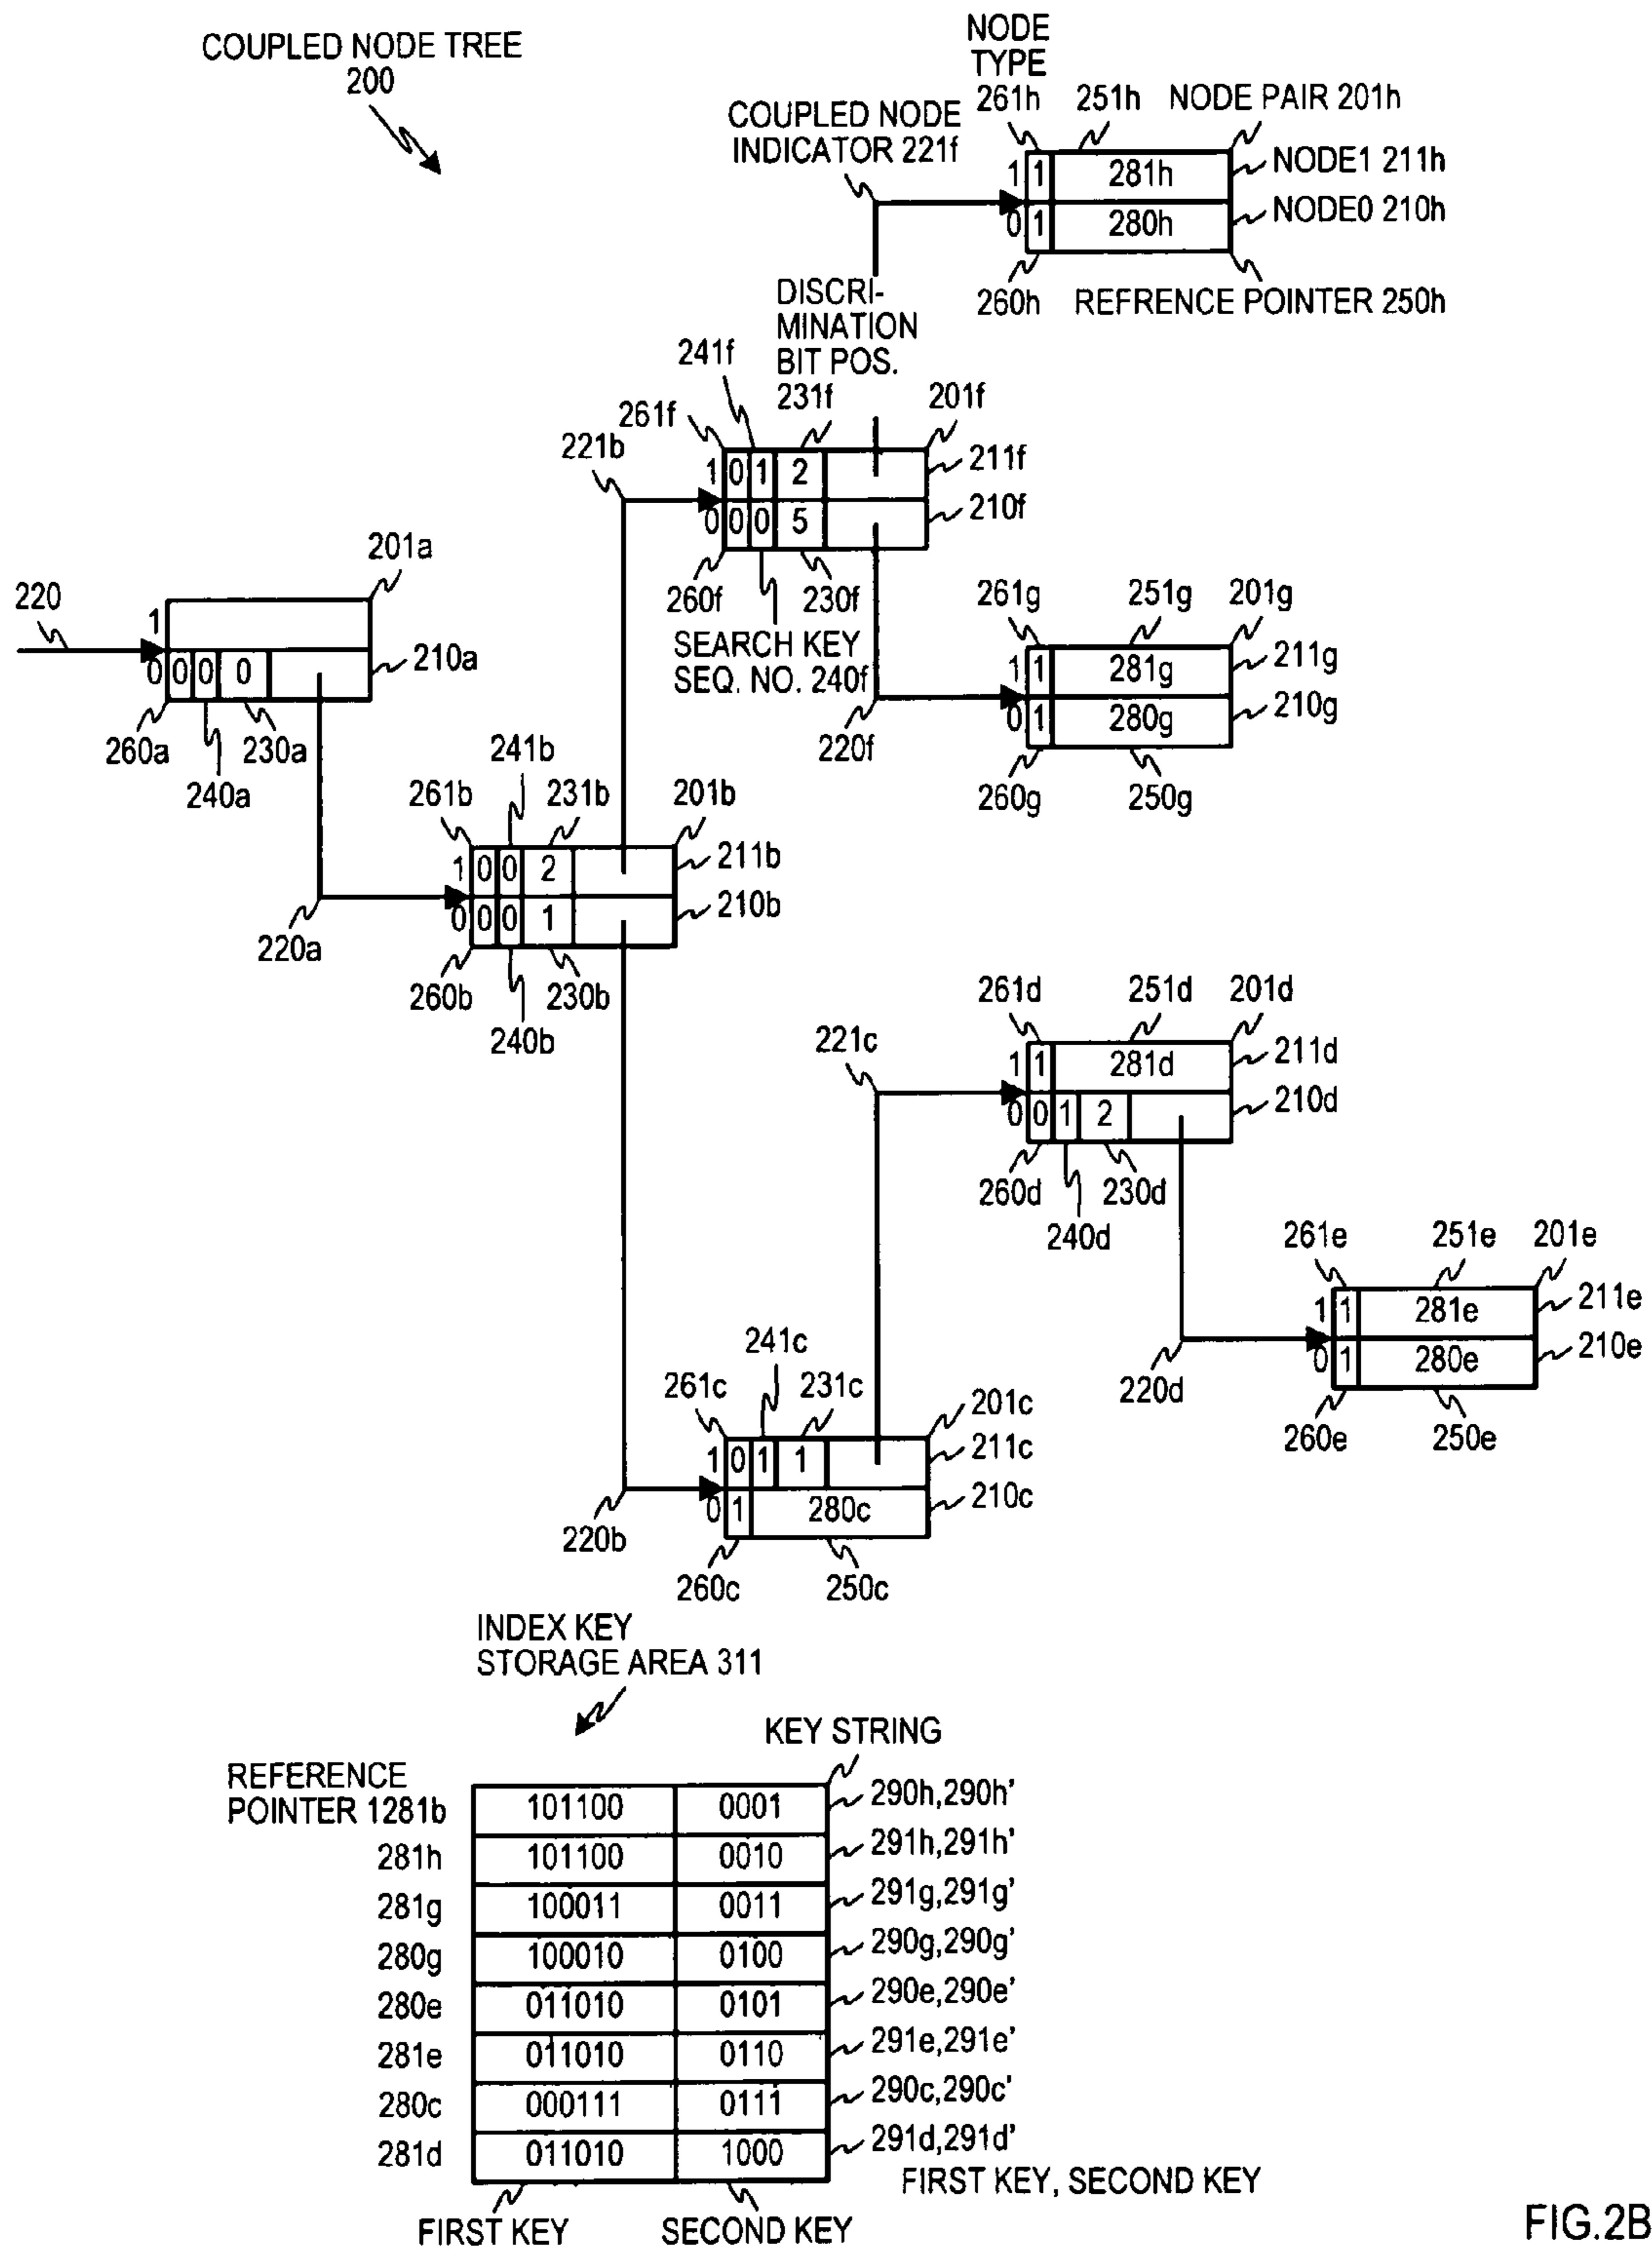 COUPLED NODE TREE
200
NODE
TYPE
261h
251h
NODE PAIR 201h
COUPLED NODE
INDICATOR 221f
1
1
281h
NODE1 211h
0
1
280h
NODE0 210h
260h
REFRENCE POINTER 250h
DISCRI-
MINATION
BIT POS.
231f
241f
261f
201f
221b
1
0
1
2
211f
0
0
0
5
210f
260f
230f
SEARCH KEY
SEQ. NO. 240f
220f
261g
251g
201g
1
1
281g
211g
0
1
280g
210g
260g
250g
201a
220
1
0
0
0
0
210a
260a
230a
240a
220a
241b
261b
231b
201b
1
0
0
2
211b
0
0
0
1
210b
260b
230b
240b
220b
261d
251d
201d
221c
1
1
281d
211d
0
0
1
2
210d
260d
230d
240d
220d
261e
251e
201e
1
1
281e
211e
0
1
280e
210e
260e
250e
241c
261c
231c
201c
1
0
1
1
211c
0
1
280c
210c
260c
250c
INDEX KEY
STORAGE AREA 311
KEY STRING
REFERENCE
POINTER 1281b
101100
0001
290h,290h'
281h
101100
0010
291h,291h'
281g
100011
0011
291g,291g'
280g
100010
0100
290g,290g'
280e
011010
0101
290e,290e'
281e
011010
0110
291e,291e'
280c
000111
0111
290c,290c'
281d
011010
1000
291d,291d'
FIRST KEY, SECOND KEY
FIRST KEY
SECOND KEY
FIG.2B